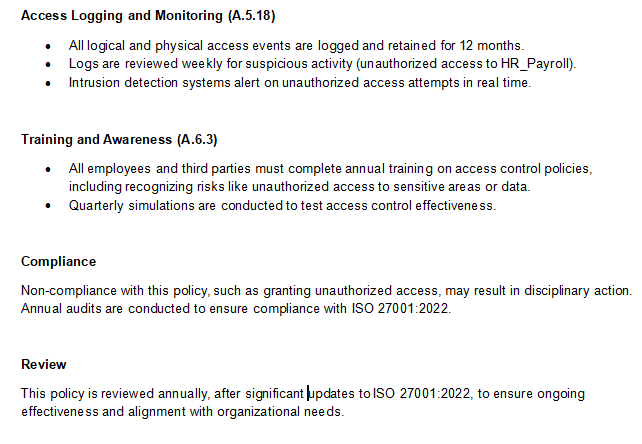 Access Logging and Monitoring (A.5.18)
• All logical and physical access events are logged and retained for 12 months.
• Logs are reviewed weekly for suspicious activity (unauthorized access to HR_Payroll).
• Intrusion detection systems alert on unauthorized access attempts in real time.
Training and Awareness (A.6.3)
• All employees and third parties must complete annual training on access control policies,
including recognizing risks like unauthorized access to sensitive areas or data.
• Quarterly simulations are conducted to test access control effectiveness.
Compliance
Non-compliance with this policy, such as granting unauthorized access, may result in disciplinary action.
Annual audits are conducted to ensure compliance with ISO 27001:2022.
Review
This policy is reviewed annually, after significant updates to ISO 27001:2022, to ensure ongoing
effectiveness and alignment with organizational needs.